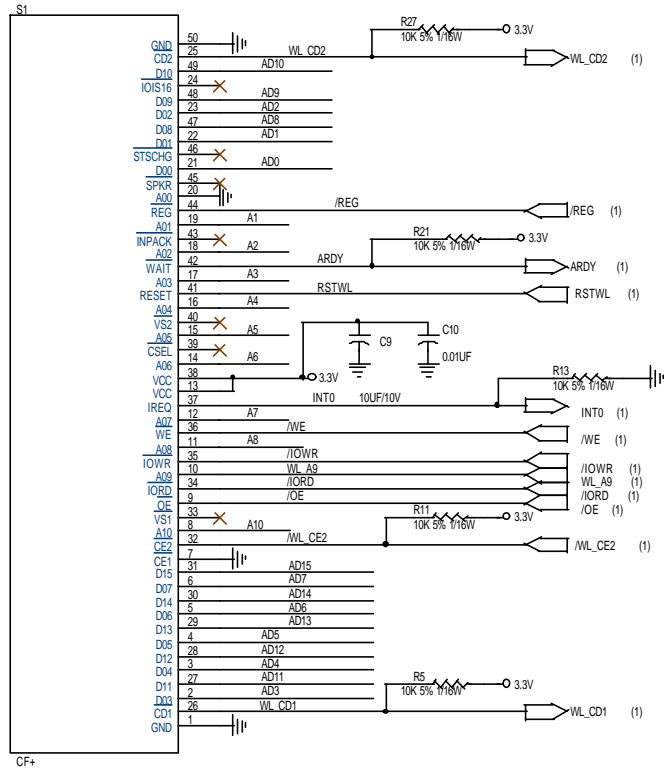 S1
R27
10K 5% 1/16W
3.3V
GND 50
CD2 25 WL_CD2 WL_CD2 (1)
D10 49 AD10
IOIS16 24
D09 48 AD9
D02 23 AD2
D08 47 AD8
D01 22 AD1
STSCHG 46
D00 21 AD0
SPKR 45
A00 20
REG 44 /REG /REG (1)
A01 19 A1
R21
10K 5% 1/16W
3.3V
INPACK 43
A02 18 A2
WAIT 42 ARDY ARDY (1)
A03 17 A3
RESET 41 RSTWL RSTWL (1)
A04 16 A4
VS2 40
A05 15 A5
C9
C10
0.01UF
CSEL 39
A06 14 A6
VCC 38 3.3V
VCC 13
R13
10K 5% 1/16W
IREQ 37 INT0 10UF/10V INT0 (1)
A07 12 A7
WE 36 /WE /WE (1)
A08 11 A8
IOWR 35 /IOWR /IOWR (1)
A09 10 WL_A9 WL_A9 (1)
IORD 34 /IORD /IORD (1)
OE 9 /OE /OE (1)
VS1 33
R11
10K 5% 1/16W
3.3V
A10 8 A10
CE2 32 /WL_CE2 /WL_CE2 (1)
CE1 7
D15 31 AD15
D07 6 AD7
D14 30 AD14
D06 5 AD6
D13 29 AD13
D05 4 AD5
D12 28 AD12
D04 3 AD4
R5
10K 5% 1/16W
3.3V
D11 27 AD11
D03 2 AD3
CD1 26 WL_CD1 WL_CD1 (1)
GND 1
CF+